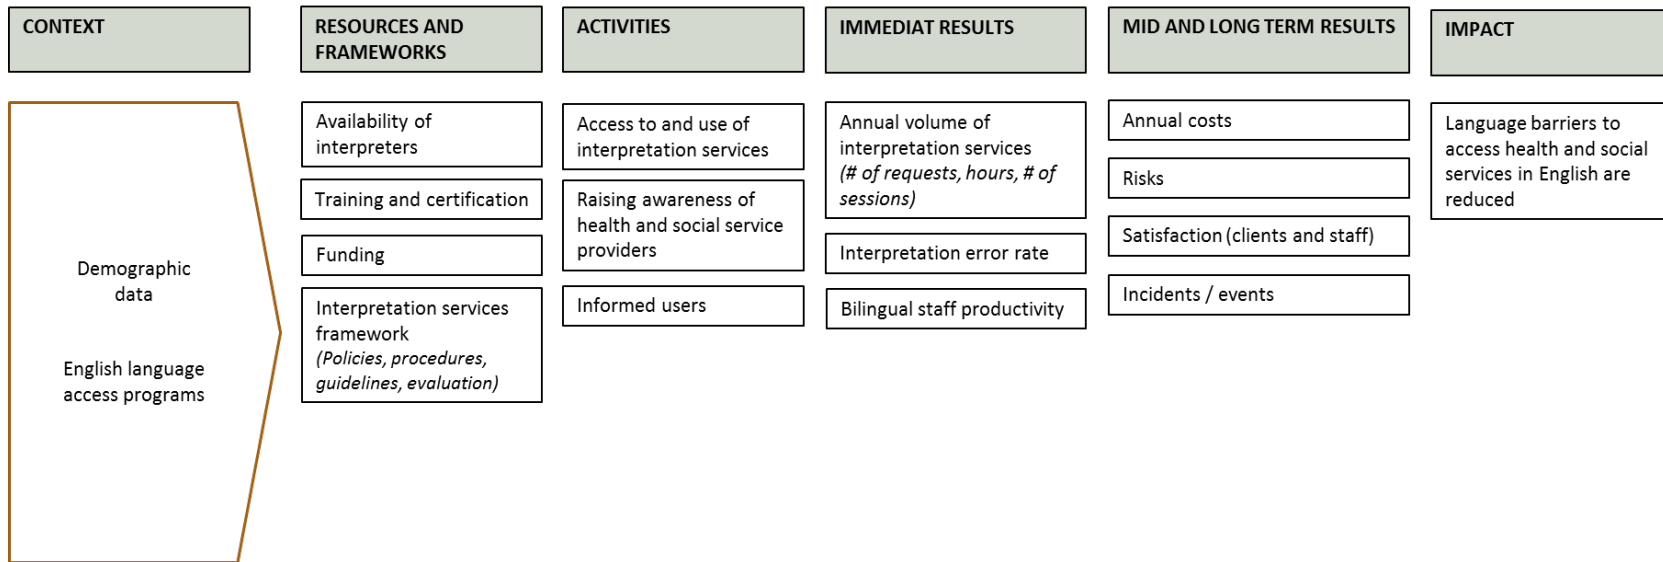 CONTEXT
Demographic
data
English language
access programs
RESOURCES AND
FRAMEWORKS
Availability of
interpreters
Training and certification
Funding
Interpretation services
framework
(Policies, procedures,
guidelines, evaluation)
ACTIVITIES
Access to and use of
interpretation services
Raising awareness of
health and social service
providers
Informed users
IMMEDIAT RESULTS
Annual volume of
interpretation services
(# of requests, hours, # of
sessions)
Interpretation error rate
Bilingual staff productivity
MID AND LONG TERM RESULTS
Annual costs
Risks
Satisfaction (clients and staff)
Incidents / events
IMPACT
Language barriers to
access health and social
services in English are
reduced